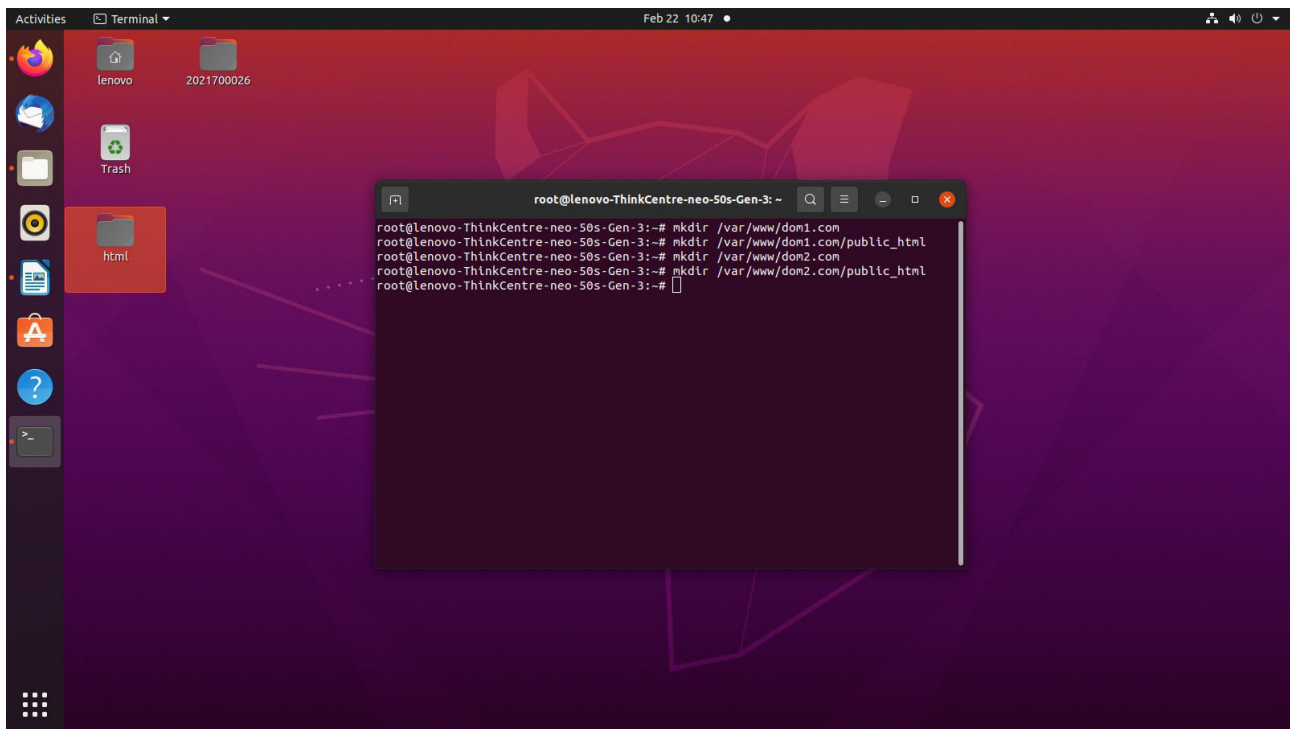 Activities Terminal Feb 22 10:47
lenovo 2021700026
Trash
html
root@lenovo-ThinkCentre-neo-50s-Gen-3: ~
root@lenovo-ThinkCentre-neo-50s-Gen-3:~# mkdir /var/www/dom1.com
root@lenovo-ThinkCentre-neo-50s-Gen-3:~# mkdir /var/www/dom1.com/public_html
root@lenovo-ThinkCentre-neo-50s-Gen-3:~# mkdir /var/www/dom2.com
root@lenovo-ThinkCentre-neo-50s-Gen-3:~# mkdir /var/www/dom2.com/public_html
root@lenovo-ThinkCentre-neo-50s-Gen-3:~#